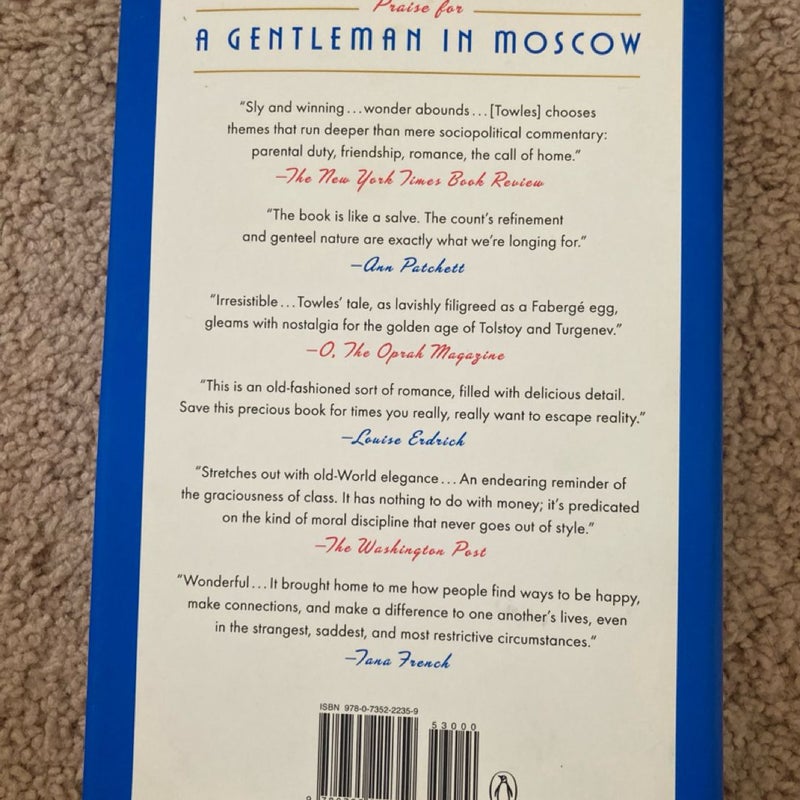 Praise for
A GENTLEMAN IN MOSCOW
“Sly and winning...wonder abounds...[Towles] chooses
themes that run deeper than mere sociopolitical commentary:
parental duty, friendship, romance, the call of home.”
—The New York Times Book Review
“The book is like a salve. The count’s refinement
and genteel nature are exactly what we’re longing for.”
—Ann Patchett
“Irresistible...Towles’ tale, as lavishly filigreed as a Fabergé egg,
gleams with nostalgia for the golden age of Tolstoy and Turgenev.”
—O, The Oprah Magazine
“This is an old-fashioned sort of romance, filled with delicious detail.
Save this precious book for times you really, really want to escape reality.”
—Louise Erdrich
“Stretches out with old-World elegance...An endearing reminder of
the graciousness of class. It has nothing to do with money; it’s predicated
on the kind of moral discipline that never goes out of style.”
—The Washington Post
“Wonderful...It brought home to me how people find ways to be happy,
make connections, and make a difference to one another’s lives, even
in the strangest, saddest, and most restrictive circumstances.”
—Tana French
ISBN 978-0-7352-2235-9
53000